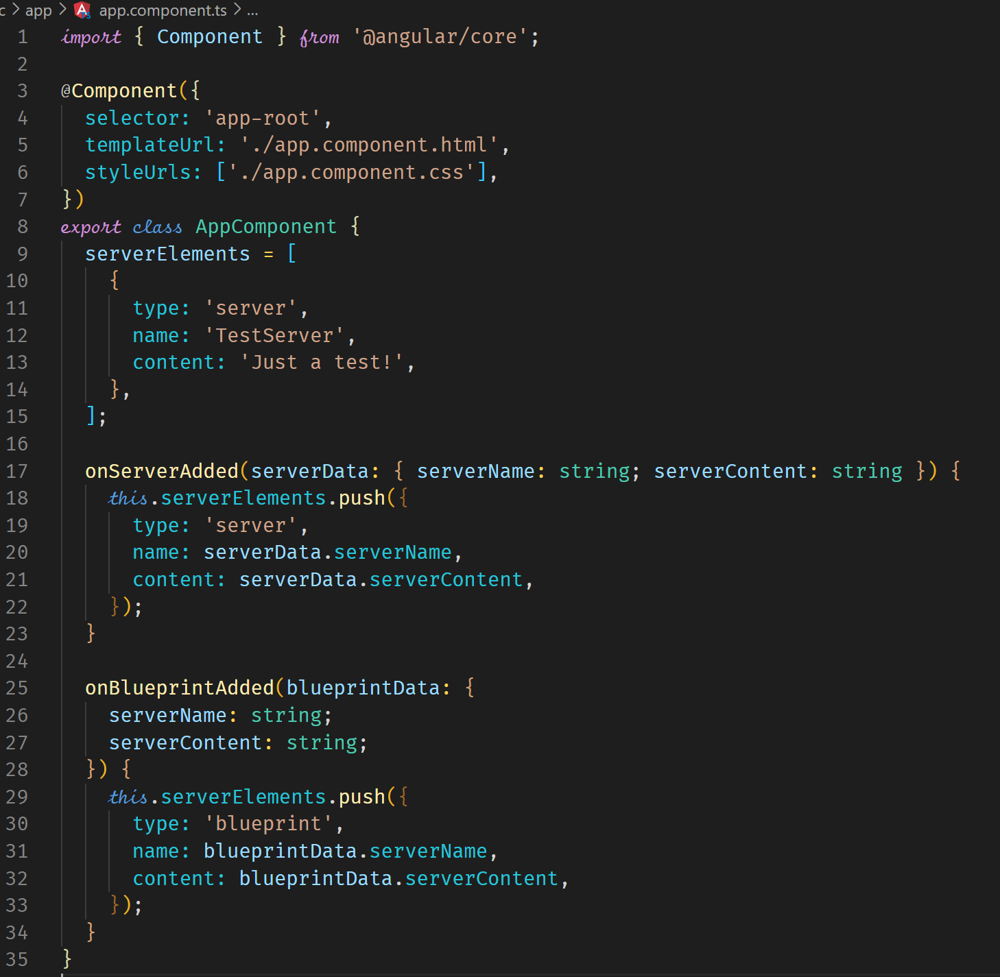 c > app > app.component.ts > ...
1 import { Component } from '@angular/core';
2
3 @Component({
4   selector: 'app-root',
5   templateUrl: './app.component.html',
6   styleUrls: ['./app.component.css'],
7 })
8 export class AppComponent {
9   serverElements = [
10     {
11       type: 'server',
12       name: 'TestServer',
13       content: 'Just a test!',
14     },
15   ];
16
17   onServerAdded(serverData: { serverName: string; serverContent: string }) {
18     this.serverElements.push({
19       type: 'server',
20       name: serverData.serverName,
21       content: serverData.serverContent,
22     });
23   }
24
25   onBlueprintAdded(blueprintData: {
26     serverName: string;
27     serverContent: string;
28   }) {
29     this.serverElements.push({
30       type: 'blueprint',
31       name: blueprintData.serverName,
32       content: blueprintData.serverContent,
33     });
34   }
35 }